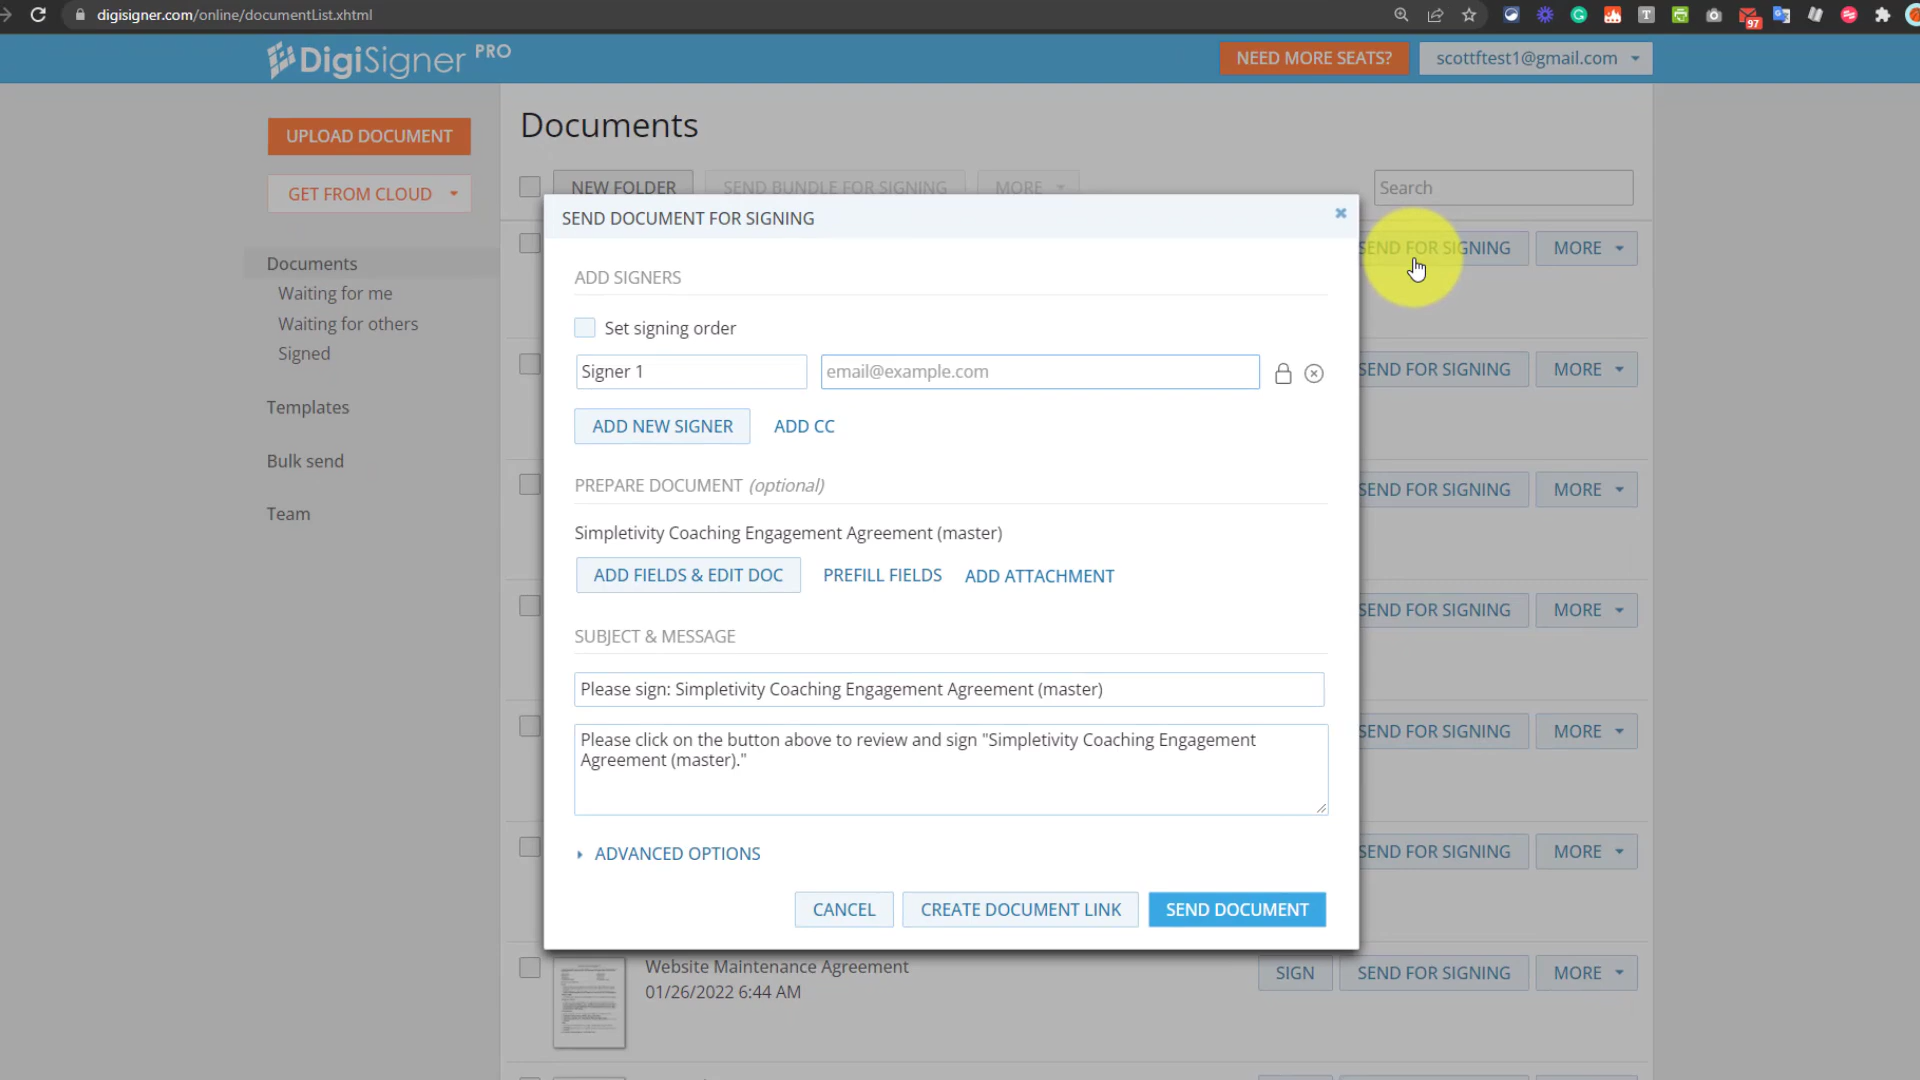 digisigner.com/online/documentList.xhtml
97
DigiSigner PRO
NEED MORE SEATS?
scottftest1@gmail.com
UPLOAD DOCUMENT
GET FROM CLOUD
Documents
Waiting for me
Waiting for others
Signed
Templates
Bulk send
Team
Documents
NEW FOLDER
SEND BUNDLE FOR SIGNING
MORE
Search
SEND DOCUMENT FOR SIGNING
ADD SIGNERS
Set signing order
Signer 1
email@example.com
ADD NEW SIGNER
ADD CC
PREPARE DOCUMENT (optional)
Simpletivity Coaching Engagement Agreement (master)
ADD FIELDS & EDIT DOC
PREFILL FIELDS
ADD ATTACHMENT
SUBJECT & MESSAGE
Please sign: Simpletivity Coaching Engagement Agreement (master)
Please click on the button above to review and sign "Simpletivity Coaching Engagement
Agreement (master)."
ADVANCED OPTIONS
CANCEL
CREATE DOCUMENT LINK
SEND DOCUMENT
SEND FOR SIGNING
MORE
SEND FOR SIGNING
MORE
SEND FOR SIGNING
MORE
SEND FOR SIGNING
MORE
SEND FOR SIGNING
MORE
SEND FOR SIGNING
MORE
Website Maintenance Agreement
01/26/2022 6:44 AM
SIGN
SEND FOR SIGNING
MORE